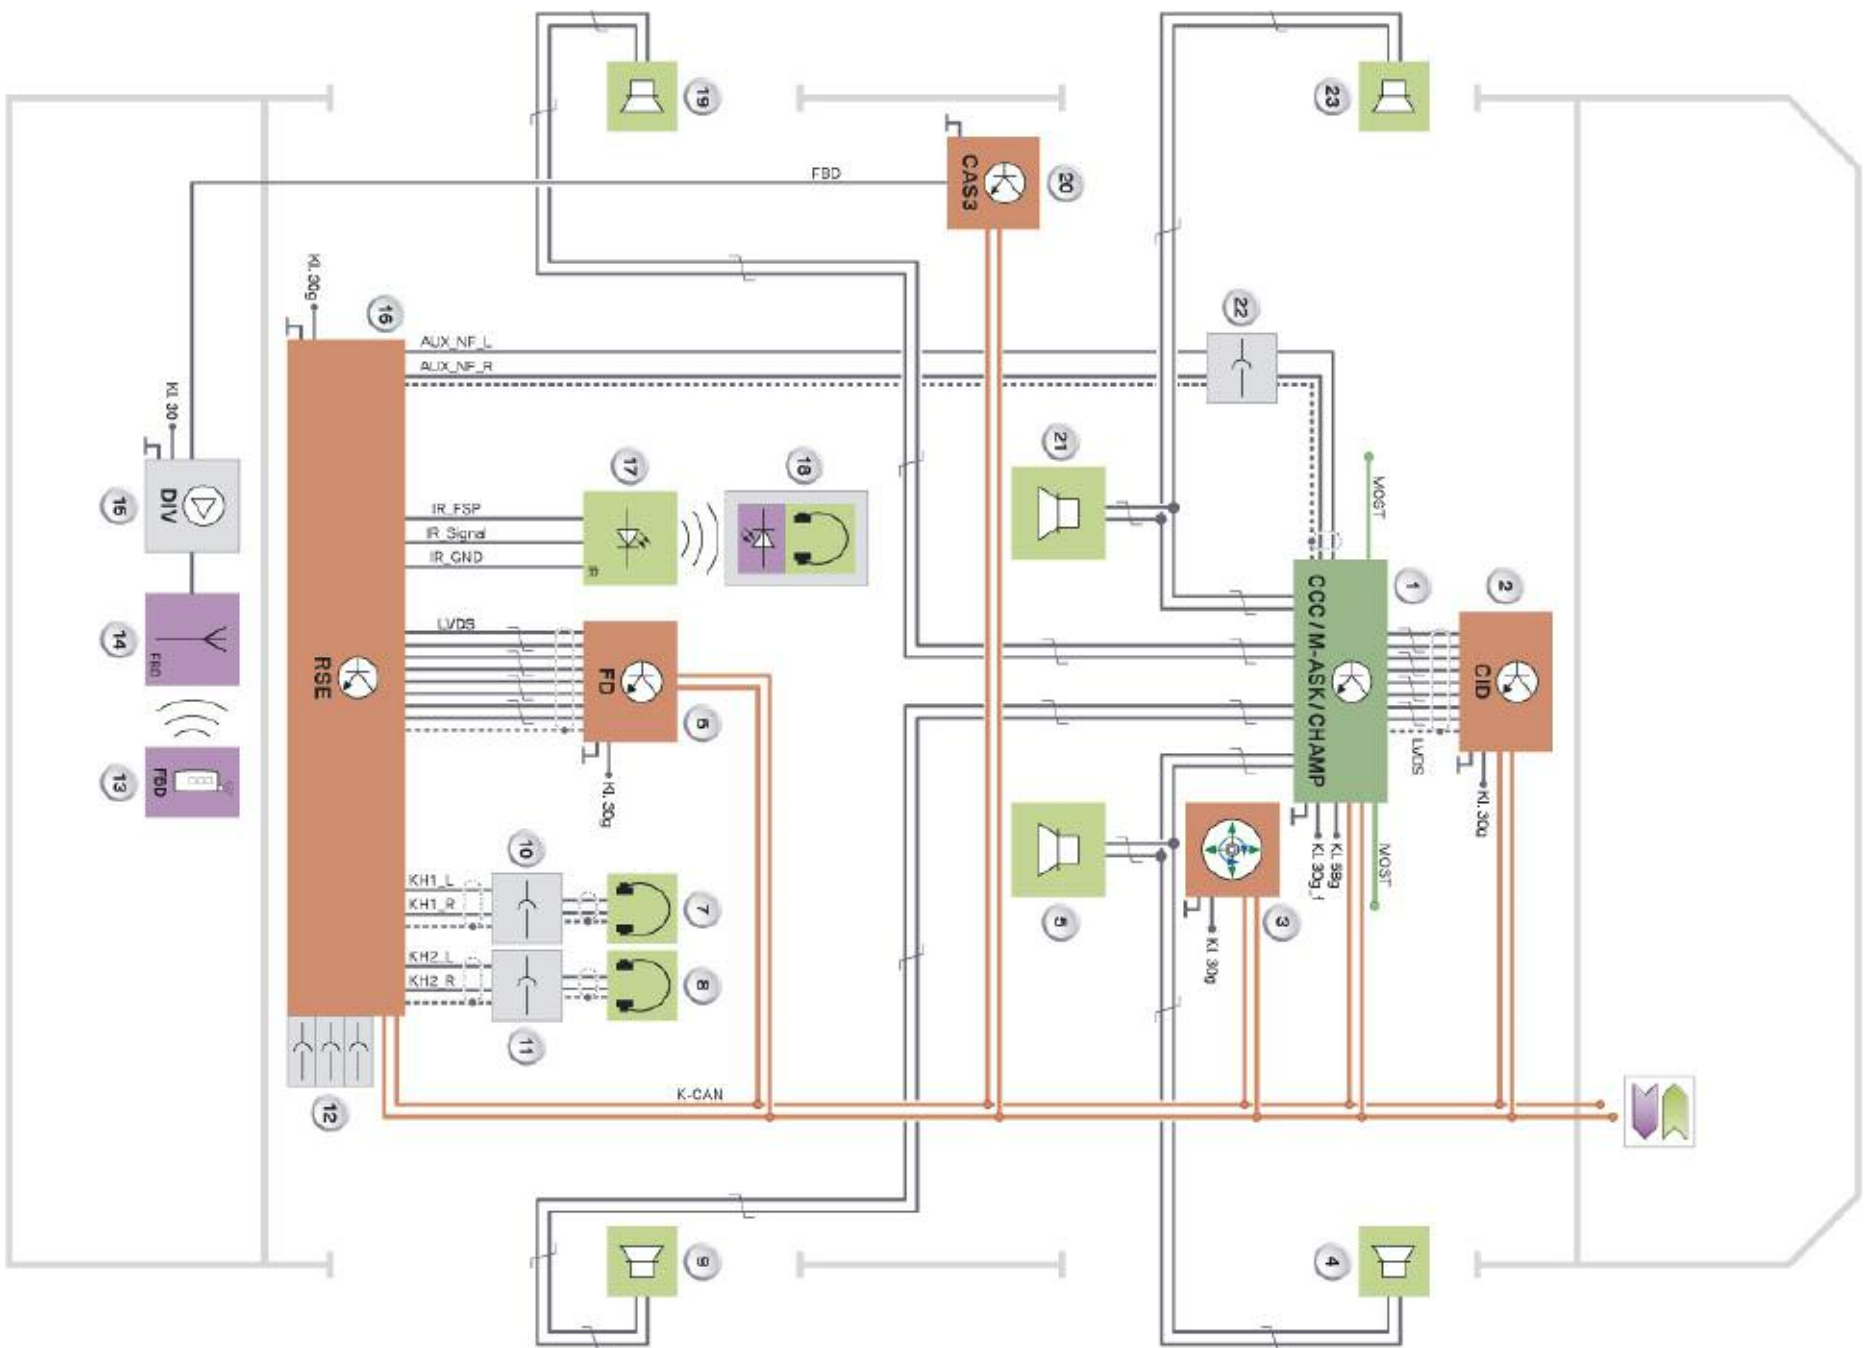 19
23
CAS3
20
FBD
Kl. 30g
16
22
AUX_NF_L
AUX_NF_R
Kl. 30
21
17
18
MOST
15
DIV
IR_FSP
IR_Signal
IR_GND
IR
1
2
14
FBD
LVDS
RSE
FD
6
CCC / M-ASK / CHAMP
CID
LVDS
13
FBD
Kl. 30g
Kl. 30g
Kl. 58g
Kl. 30g_f
MOST
10
5
3
KH1_L
KH1_R
7
Kl. 30g
KH2_L
KH2_R
8
11
K-CAN
12
9
4